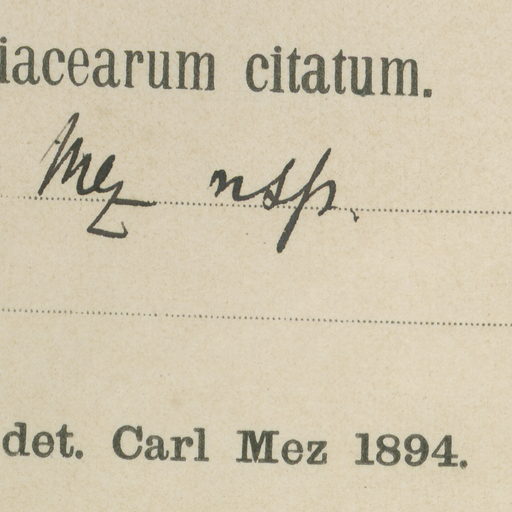 iacearum citatum.
Mez nsp.
det. Carl Mez 1894.